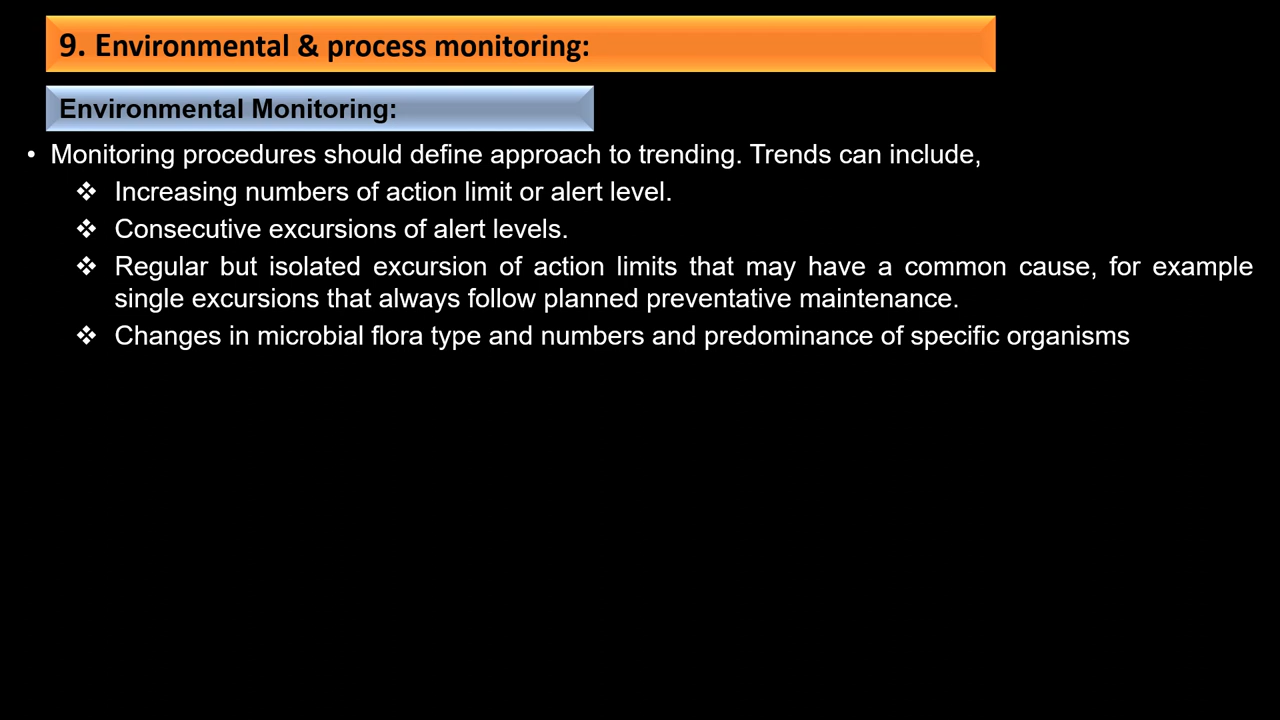 9. Environmental & process monitoring:
Environmental Monitoring:
• Monitoring procedures should define approach to trending. Trends can include,
❖ Increasing numbers of action limit or alert level.
❖ Consecutive excursions of alert levels.
❖ Regular but isolated excursion of action limits that may have a common cause, for example
single excursions that always follow planned preventative maintenance.
❖ Changes in microbial flora type and numbers and predominance of specific organisms